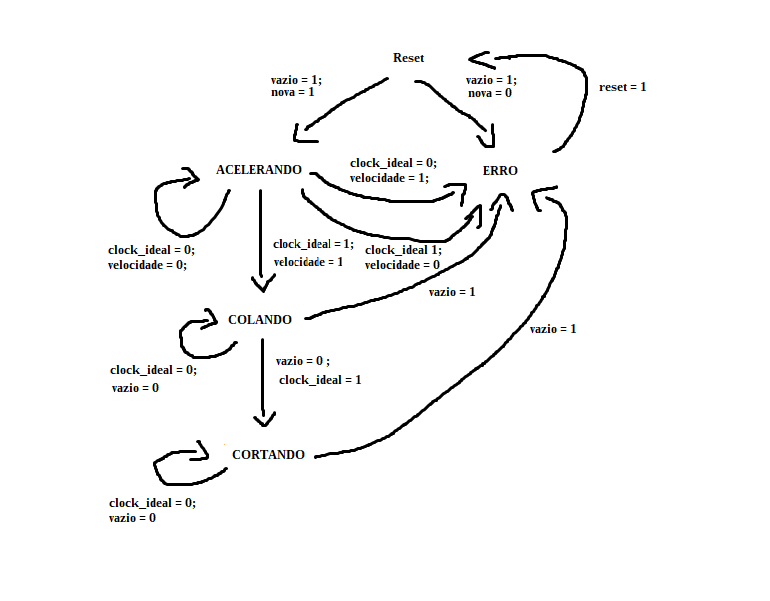 Reset
vazio = 1;
nova = 1
vazio = 1;
nova = 0
reset = 1
ACELERANDO
clock_ideal = 0;
velocidade = 1;
ERRO
clock_ideal = 0;
velocidade = 0;
clock_ideal = 1;
velocidade = 1
clock_ideal 1;
velocidade = 0
vazio = 1
COLANDO
vazio = 1
clock_ideal = 0;
vazio = 0
vazio = 0 ;
clock_ideal = 1
CORTANDO
clock_ideal = 0;
vazio = 0